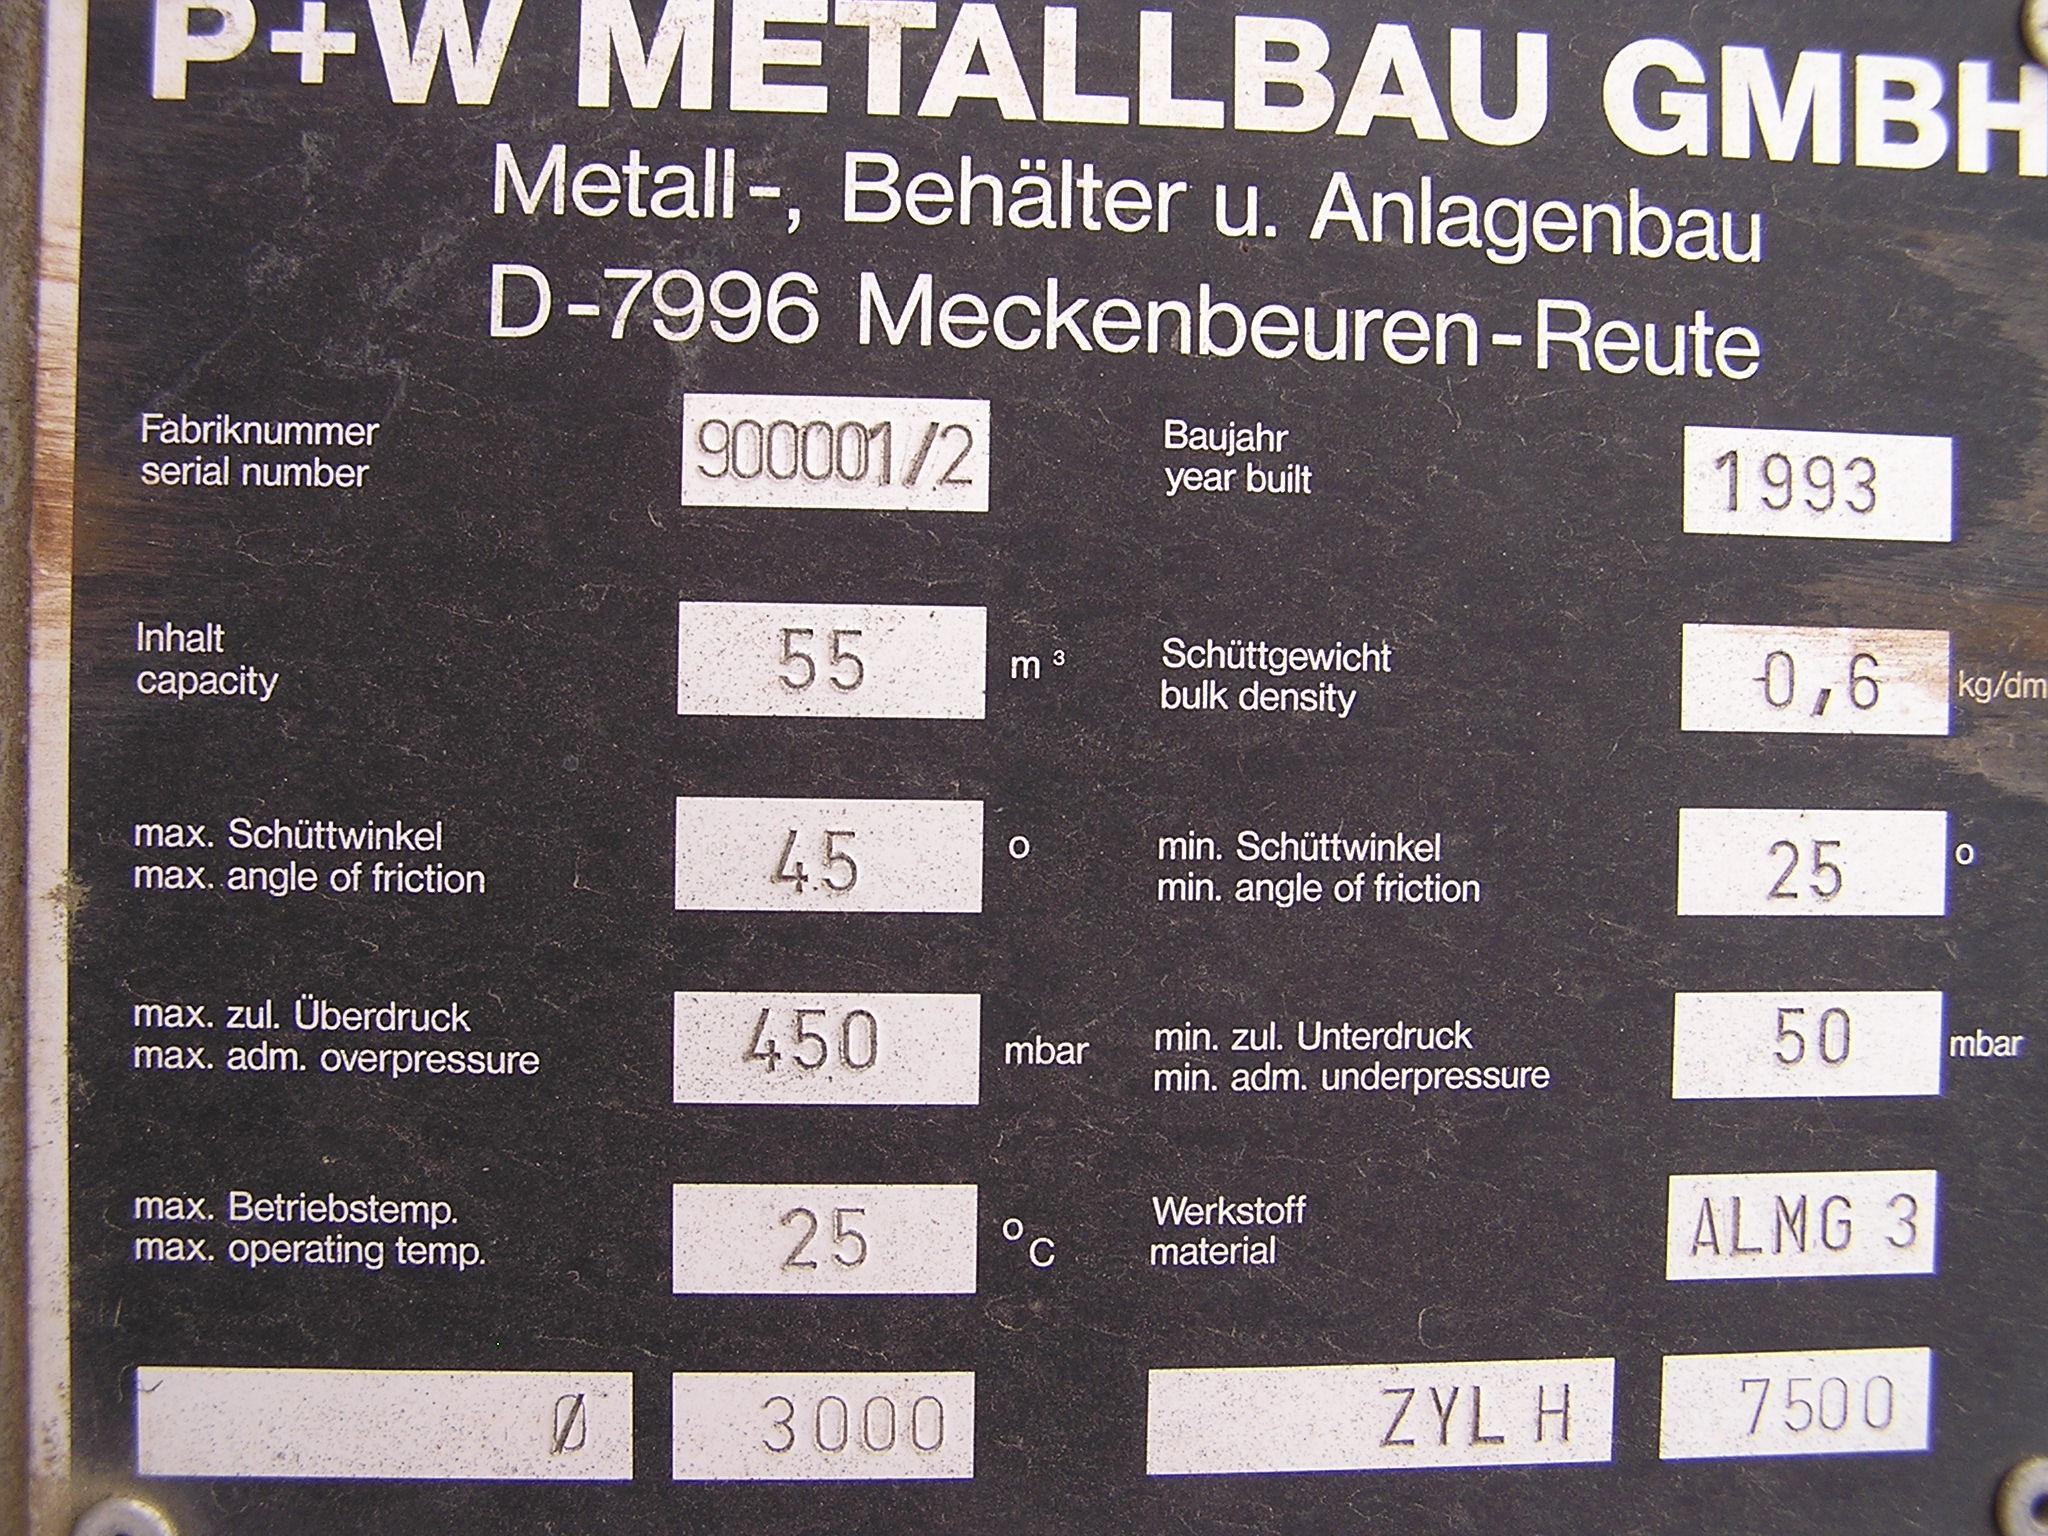 P+W METALLBAU GMBH
Metall-, Behälter u. Anlagenbau
D-7996 Meckenbeuren-Reute
Fabriknummer
serial number
900001/2
Baujahr
year built
1993
Inhalt
capacity
55 m³
Schüttgewicht
bulk density
0,6 kg/dm
max. Schüttwinkel
max. angle of friction
45 °
min. Schüttwinkel
min. angle of friction
25 °
max. zul. Überdruck
max. adm. overpressure
450 mbar
min. zul. Unterdruck
min. adm. underpressure
50 mbar
max. Betriebstemp.
max. operating temp.
25 °C
Werkstoff
material
ALMG 3
Ø 3000
ZYL H 7500